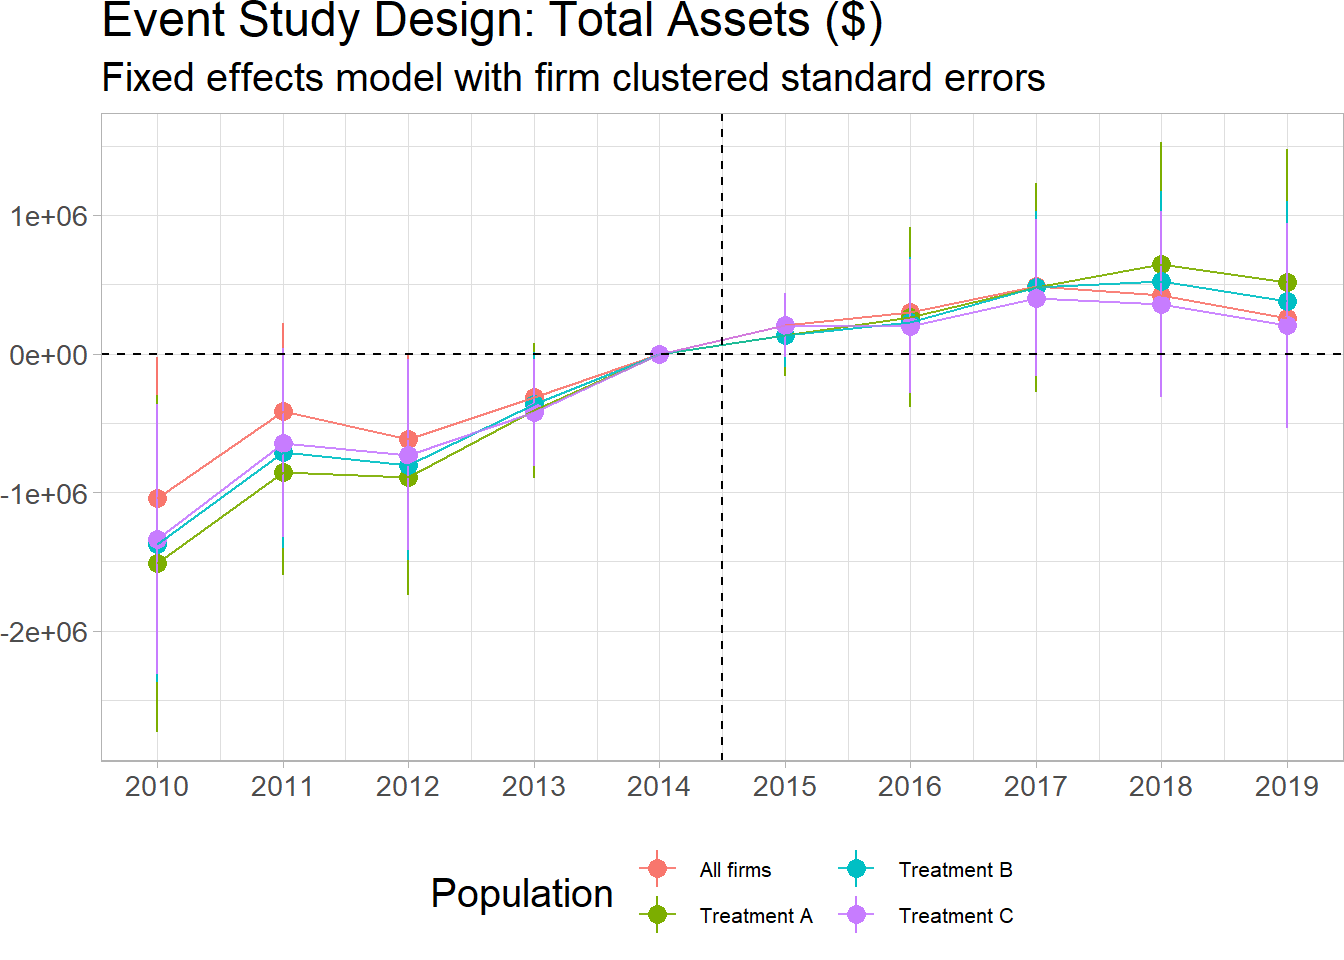 Event Study Design: Total Assets ($)
Fixed effects model with firm clustered standard errors
1e+06
0e+00
-1e+06
-2e+06
2010 2011 2012 2013 2014 2015 2016 2017 2018 2019
Population
All firms Treatment B
Treatment A Treatment C